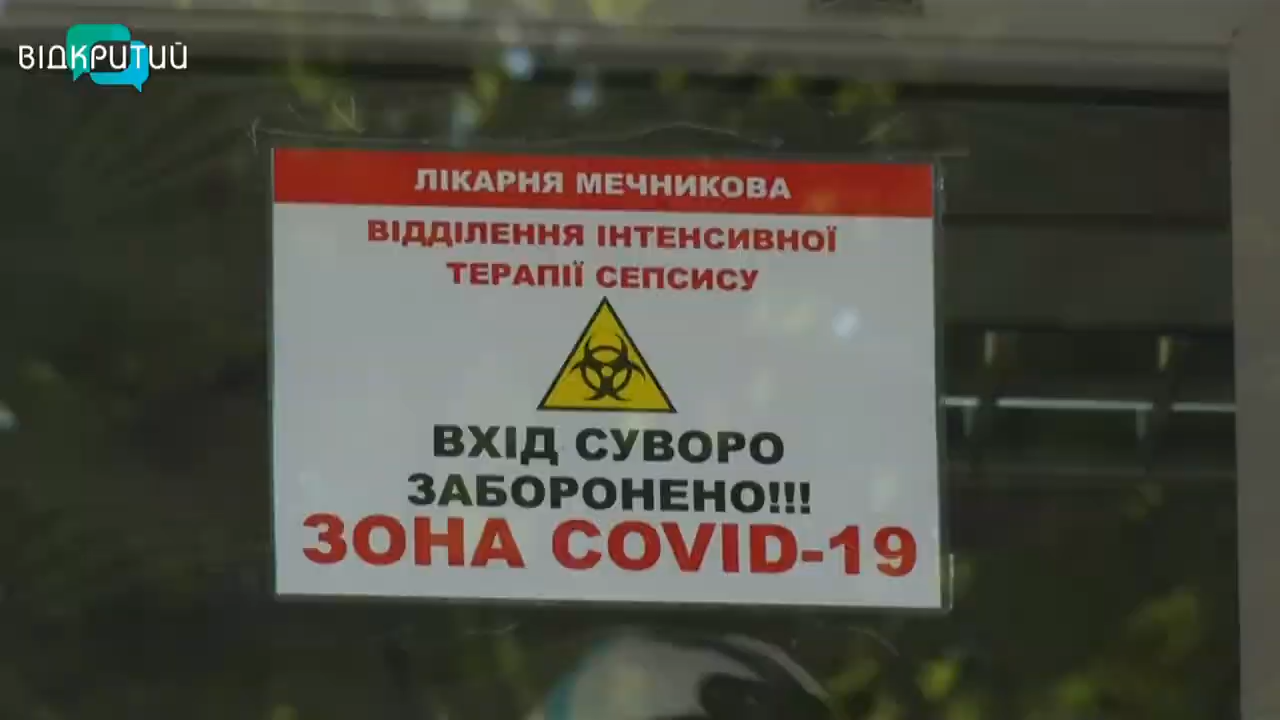 ВІДКРИТИЙ
ЛІКАРНЯ МЕЧНИКОВА
ВІДДІЛЕННЯ ІНТЕНСИВНОЇ
ТЕРАПІЇ СЕПСИСУ
ВХІД СУВОРО
ЗАБОРОНЕНО!!!
ЗОНА COVID-19